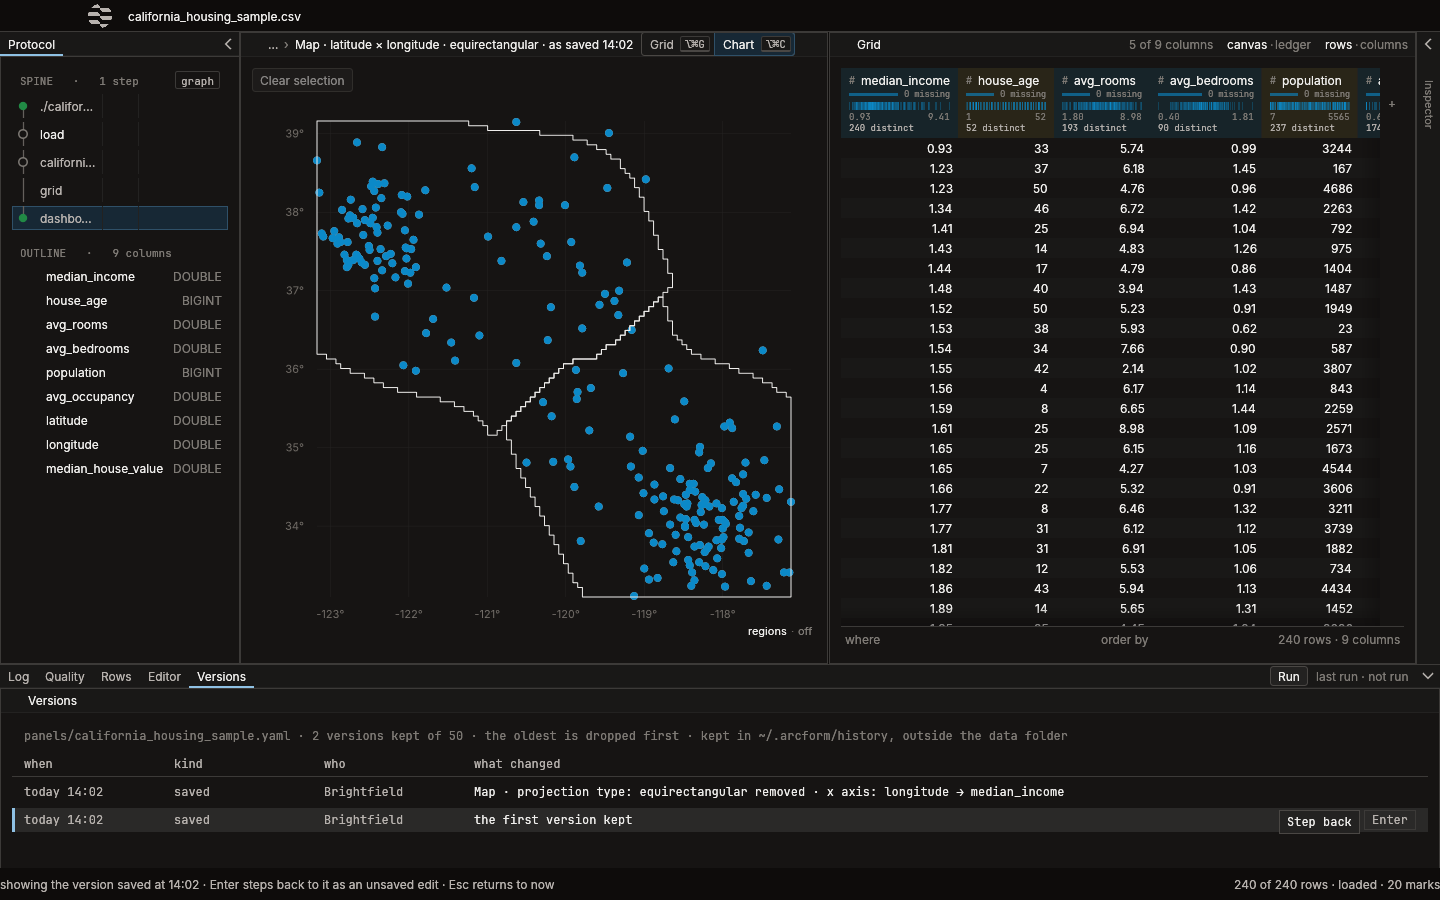 california_housing_sample.csv
Protocol
SPINE · 1 step graph
./califor...
load
californi...
grid
dashbo...
OUTLINE · 9 columns
median_income DOUBLE
house_age BIGINT
avg_rooms DOUBLE
avg_bedrooms DOUBLE
population BIGINT
avg_occupancy DOUBLE
latitude DOUBLE
longitude DOUBLE
median_house_value DOUBLE
... › Map · latitude × longitude · equirectangular · as saved 14:02 Grid ⌥⌘G Chart ⌥⌘C
Clear selection
39°
38°
37°
36°
35°
34°
-123° -122° -121° -120° -119° -118°
regions · off
Grid 5 of 9 columns canvas · ledger rows · columns
# median_income # house_age # avg_rooms # avg_bedrooms # population # a
0 missing 0 missing 0 missing 0 missing 0 missing
0.93 9.41 1 52 1.80 8.98 0.40 1.81 7 5565 0.6
240 distinct 52 distinct 193 distinct 90 distinct 237 distinct 174
+
0.93 33 5.74 0.99 3244
1.23 37 6.18 1.45 167
1.23 50 4.76 0.96 4686
1.34 46 6.72 1.42 2263
1.41 25 6.94 1.04 792
1.43 14 4.83 1.26 975
1.44 17 4.79 0.86 1404
1.48 40 3.94 1.43 1487
1.52 50 5.23 0.91 1949
1.53 38 5.93 0.62 23
1.54 34 7.66 0.90 587
1.55 42 2.14 1.02 3807
1.56 4 6.17 1.14 843
1.59 8 6.65 1.44 2259
1.61 25 8.98 1.09 2571
1.65 25 6.15 1.16 1673
1.65 7 4.27 1.03 4544
1.66 22 5.32 0.91 3606
1.77 8 6.46 1.32 3211
1.77 31 6.12 1.12 3739
1.81 31 6.91 1.05 1882
1.82 12 5.53 1.06 734
1.86 43 5.94 1.13 4434
1.89 14 5.65 1.31 1452
where order by 240 rows · 9 columns
Inspector
Log Quality Rows Editor Versions Run last run · not run
Versions
panels/california_housing_sample.yaml · 2 versions kept of 50 · the oldest is dropped first · kept in ~/.arcform/history, outside the data folder
when kind who what changed
today 14:02 saved Brightfield Map · projection type: equirectangular removed · x axis: longitude → median_income
today 14:02 saved Brightfield the first version kept Step back Enter
showing the version saved at 14:02 · Enter steps back to it as an unsaved edit · Esc returns to now 240 of 240 rows · loaded · 20 marks